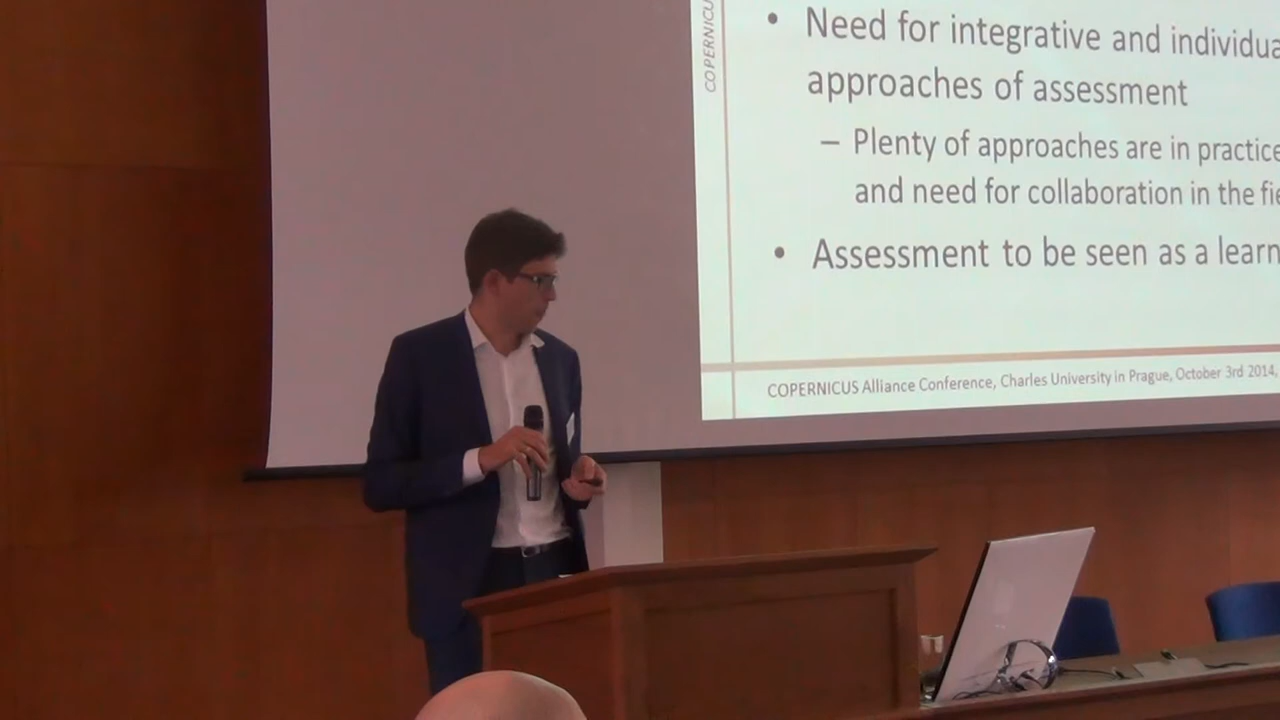 COPERNICU
• Need for integrative and individua
approaches of assessment
– Plenty of approaches are in practice
and need for collaboration in the fie
• Assessment to be seen as a learn
COPERNICUS Alliance Conference, Charles University in Prague, October 3rd 2014,